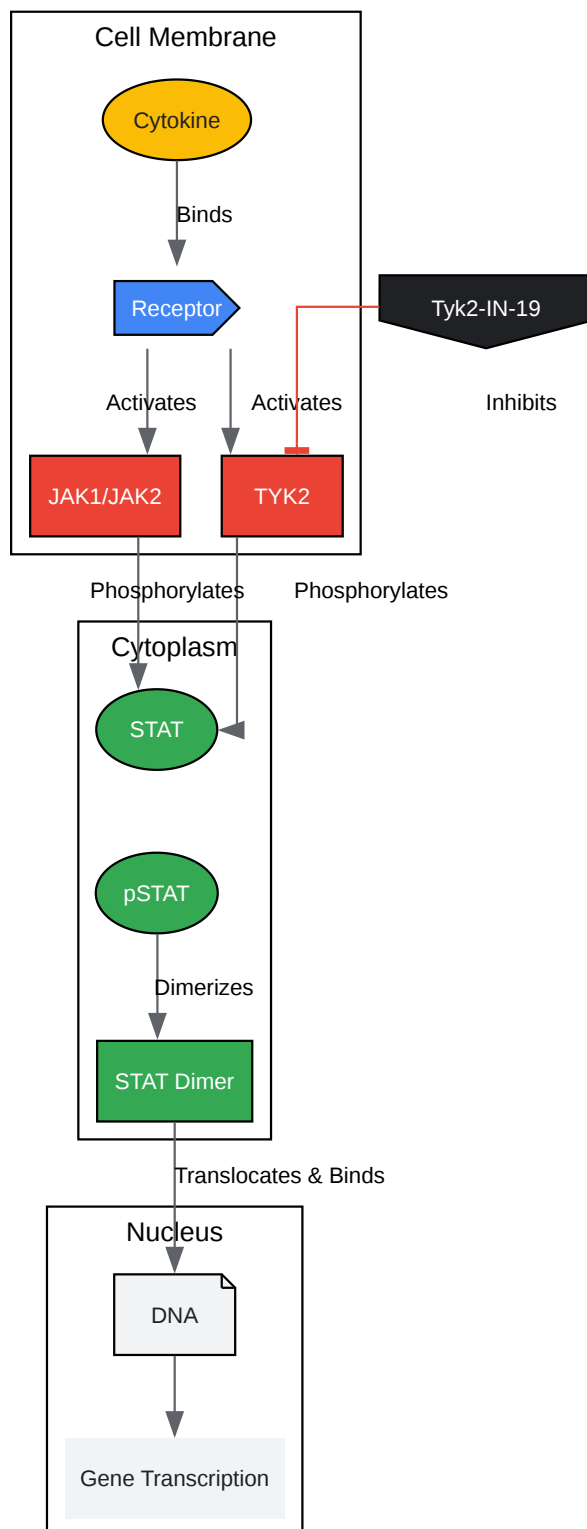 Cell Membrane
Cytokine
Binds
Receptor
Tyk2-IN-19
Activates
Activates
Inhibits
JAK1/JAK2
TYK2
Phosphorylates
Phosphorylates
Cytoplasm
STAT
pSTAT
Dimerizes
STAT Dimer
Translocates & Binds
Nucleus
DNA
Gene Transcription